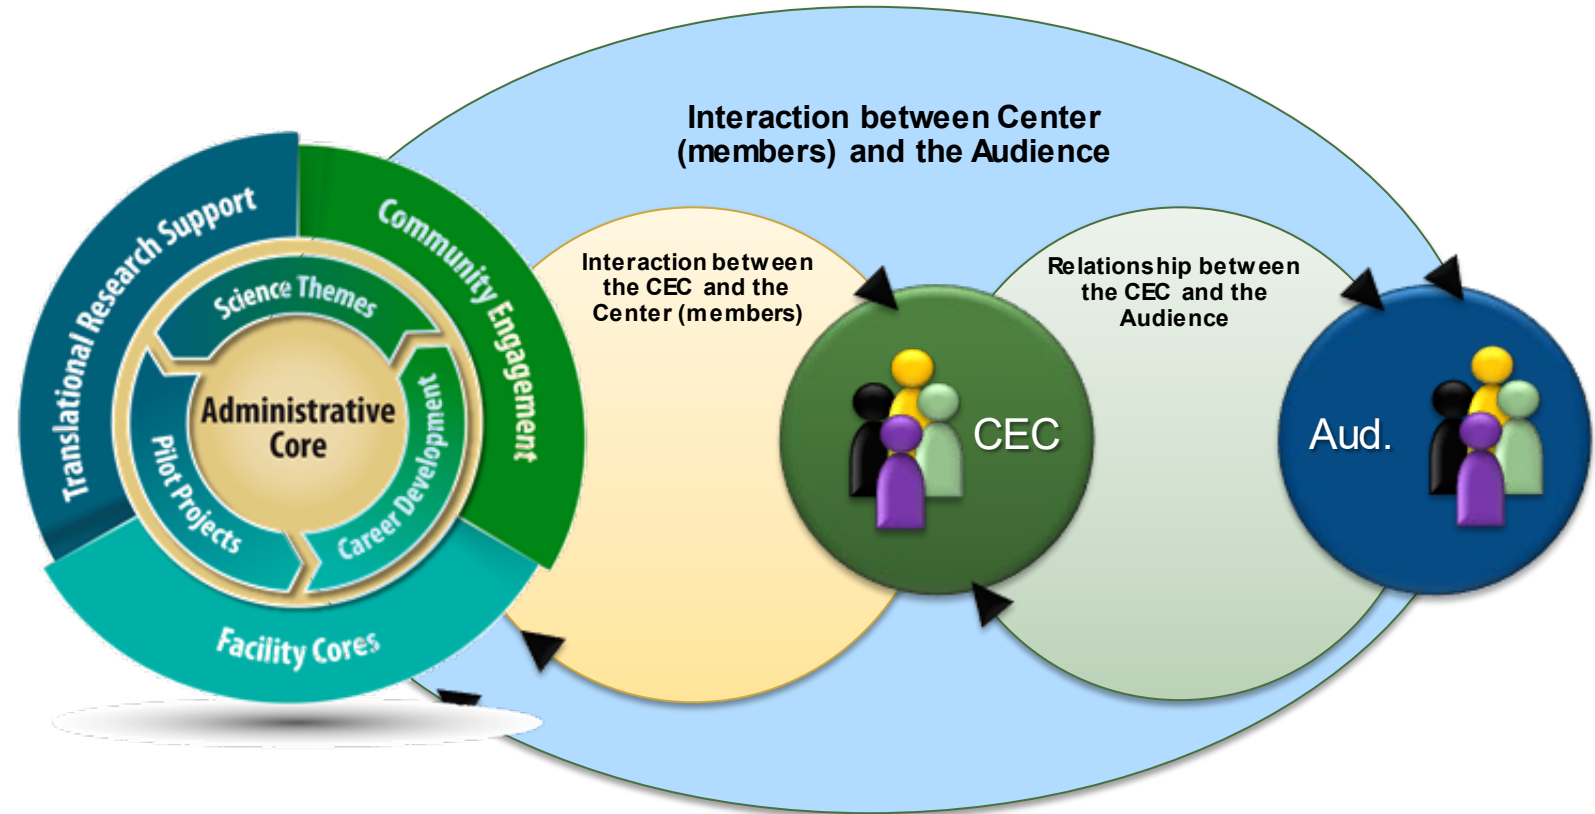 Interaction between Center
(members) and the Audience
Translational Research Support
Community Engagement
Science Themes
Administrative
Core
Pilot Projects
Career Development
Facility Cores
Interaction between
the CEC and the
Center (members)
CEC
Relationship between
the CEC and the
Audience
Aud.